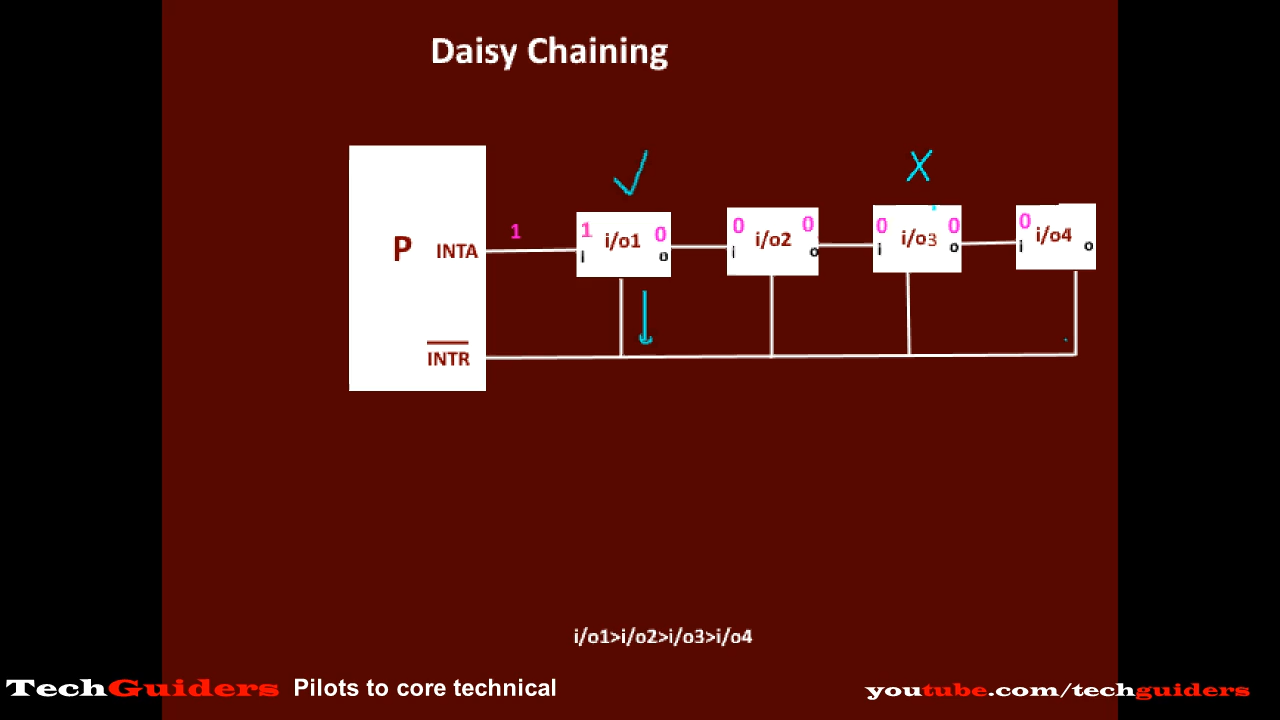 Daisy Chaining
P INTA 1 1 i/o1 0 0 i/o2 0 0 i/o3 0 0 i/o4
i o i o i o i o
INTR
i/o1>i/o2>i/o3>i/o4
TechGuiders Pilots to core technical youtube.com/techguiders